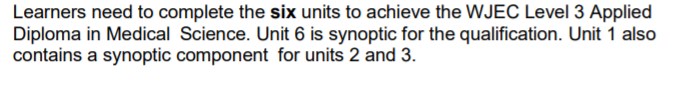 Learners need to complete the six units to achieve the WJEC Level 3 Applied
Diploma in Medical Science. Unit 6 is synoptic for the qualification. Unit 1 also
contains a synoptic component for units 2 and 3.